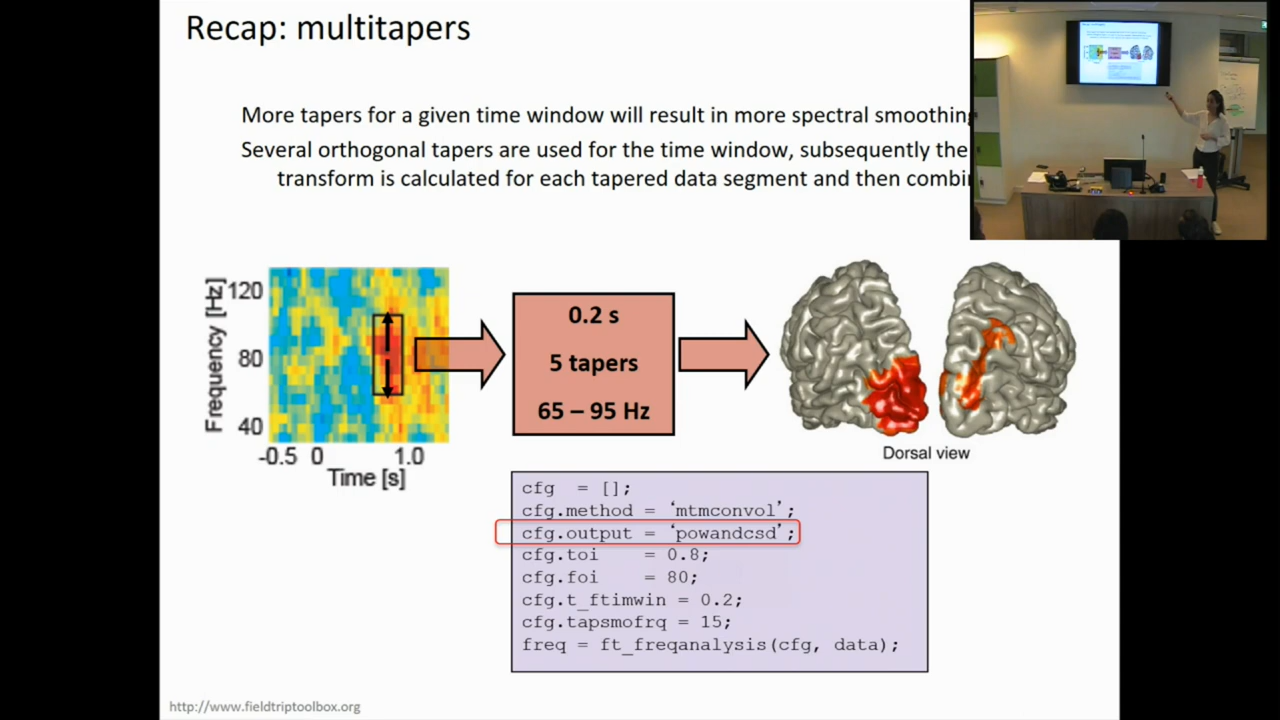 Recap: multitapers
More tapers for a given time window will result in more spectral smoothing
Several orthogonal tapers are used for the time window, subsequently the
transform is calculated for each tapered data segment and then
Frequency [Hz]
120
80
40
-0.5 0 1.0
Time [s]
0.2 s
5 tapers
65 – 95 Hz
Dorsal view
cfg = [];
cfg.method = ‘mtmconvol’;
cfg.output = ‘powandcsd’;
cfg.toi = 0.8;
cfg.foi = 80;
cfg.t_ftimwin = 0.2;
cfg.tapsmofrq = 15;
freq = ft_freqanalysis(cfg, data);
http://www.fieldtriptoolbox.org